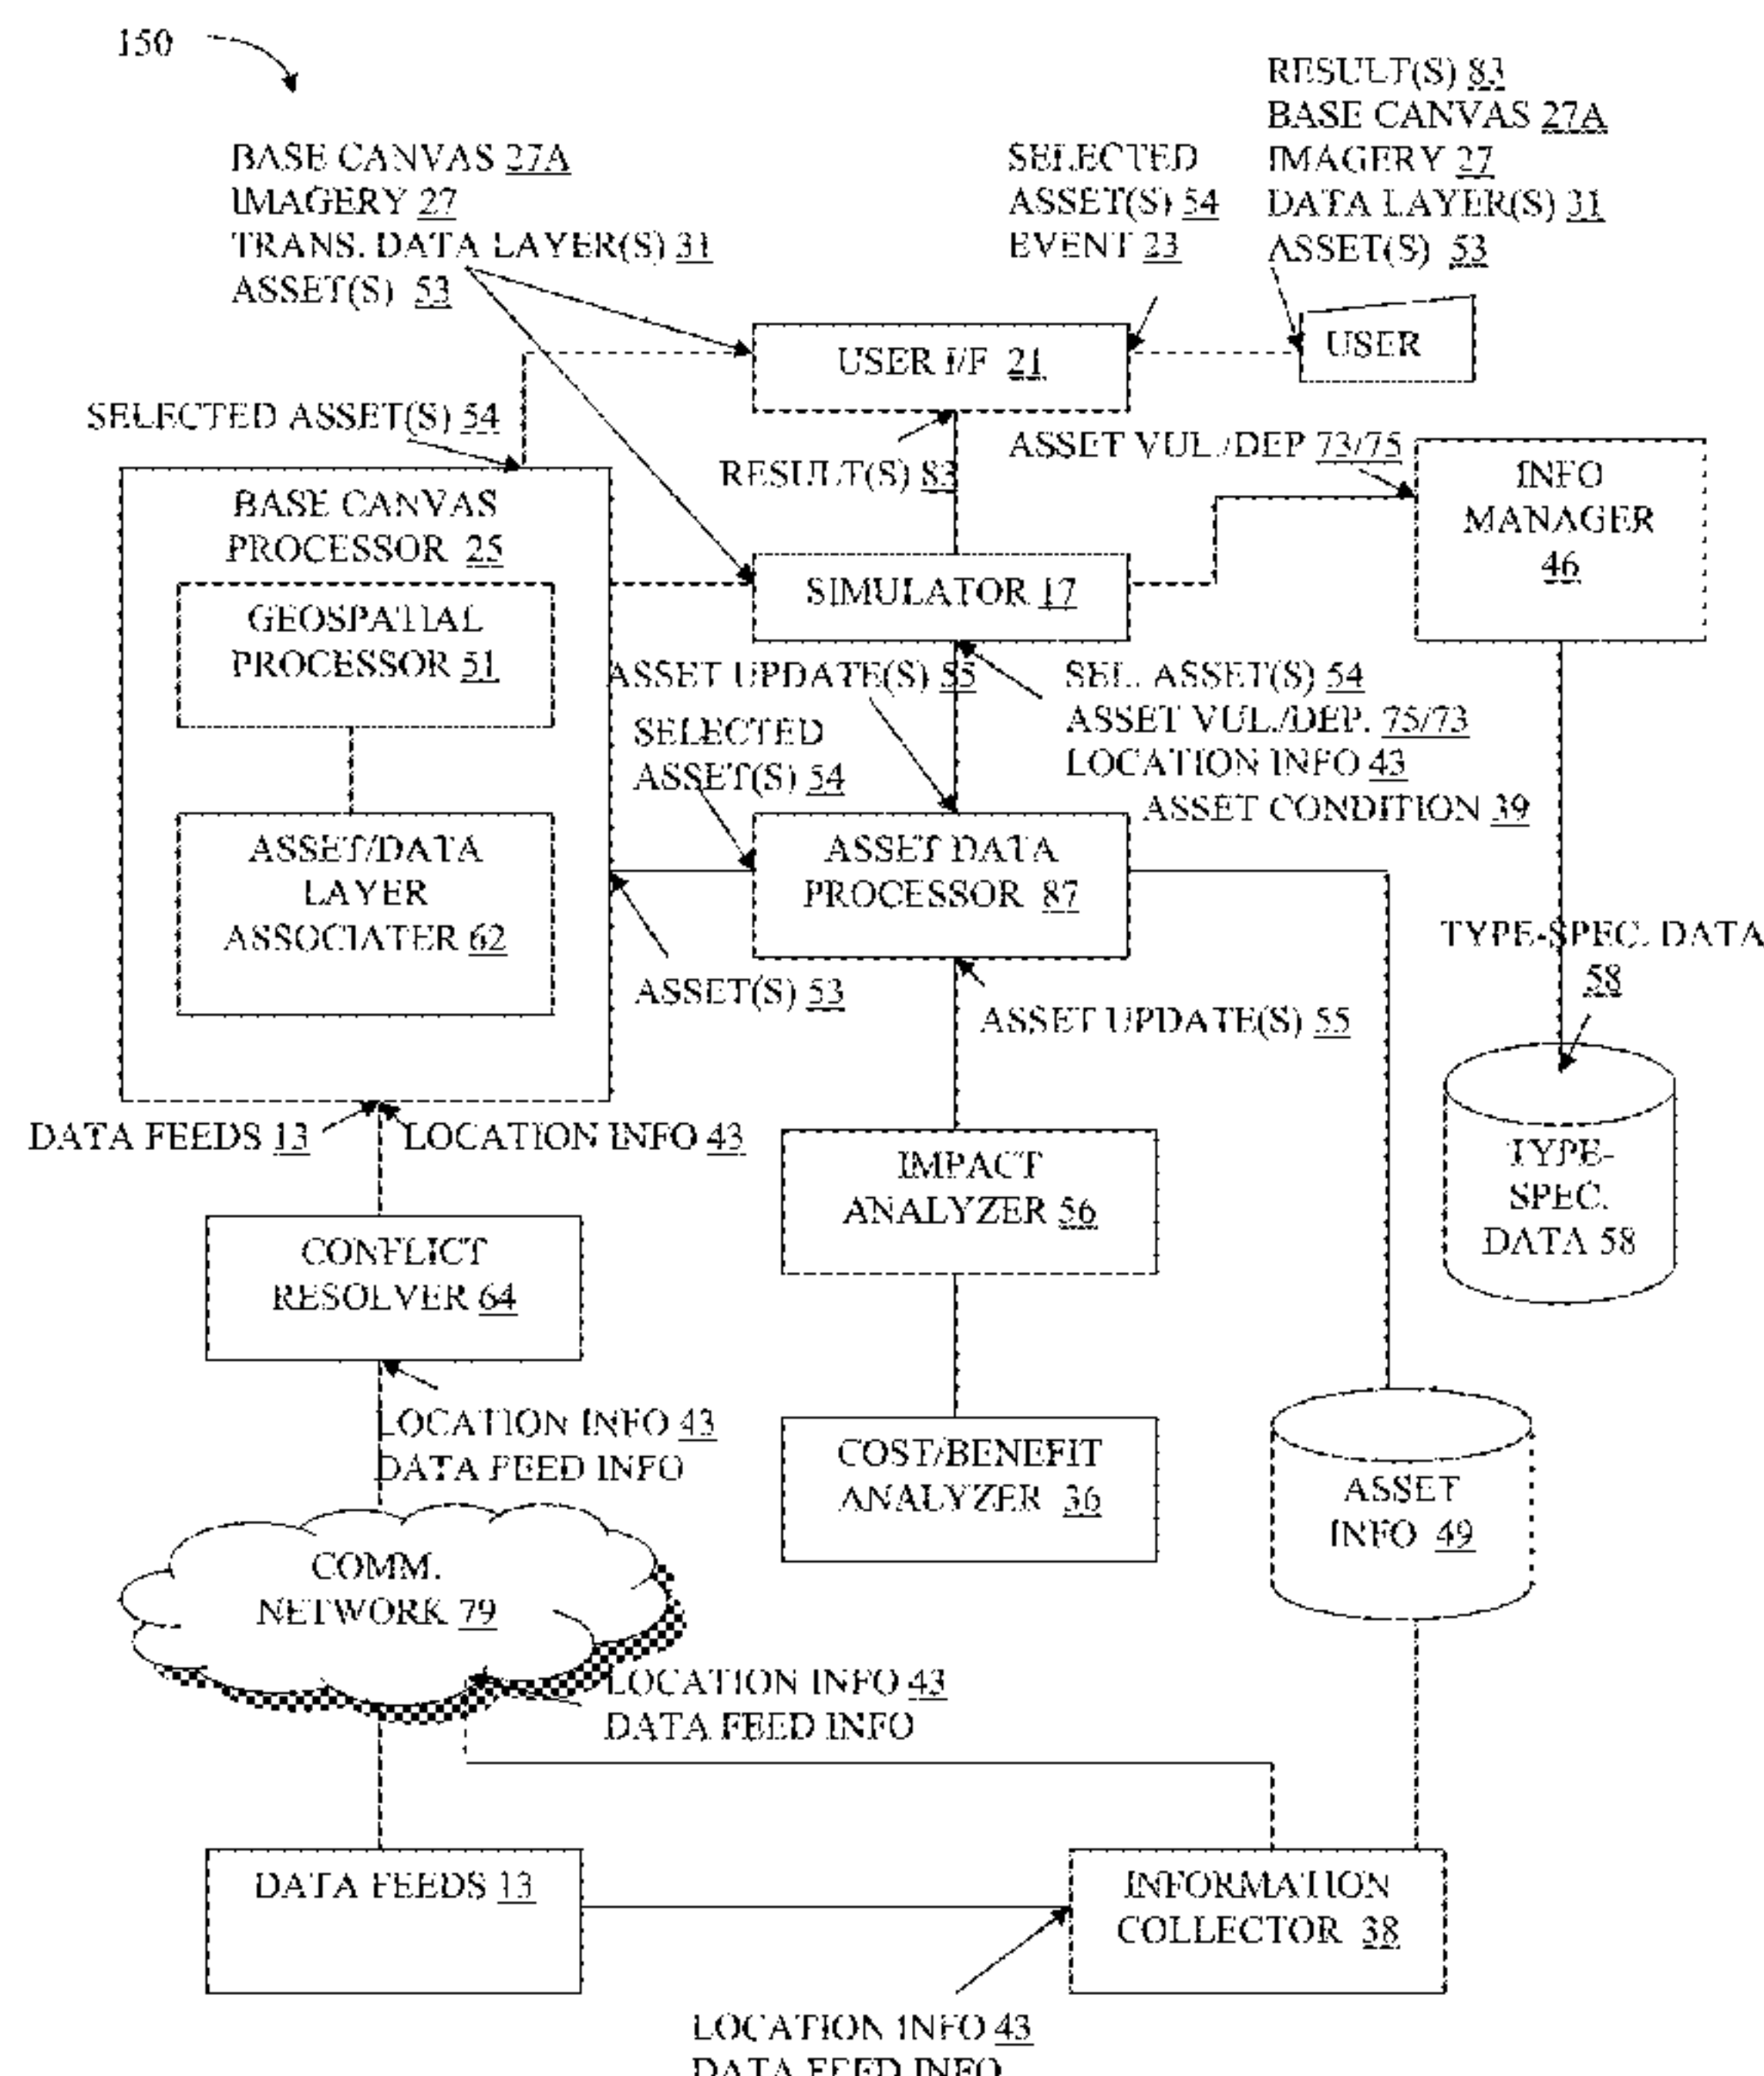 150
RESULT(S) 83
BASE CANVAS 27A
IMAGERY 27
DATA LAYER(S) 31
ASSET(S) 53
BASE CANVAS 27A
IMAGERY 27
TRANS. DATA LAYER(S) 31
ASSET(S) 53
SELECTED
ASSET(S) 54
EVENT 23
USER I/F 21
USER
SELECTED ASSET(S) 54
RESULT(S) 83
ASSET VUL./DEP 73/75
INFO
MANAGER
46
BASE CANVAS
PROCESSOR 25
GEOSPATIAL
PROCESSOR 51
SIMULATOR 17
ASSET UPDATE(S) 55
SEL. ASSET(S) 54
ASSET VUL./DEP. 75/73
LOCATION INFO 43
ASSET CONDITION 39
SELECTED
ASSET(S) 54
ASSET/DATA
LAYER
ASSOCIATER 62
ASSET DATA
PROCESSOR 87
TYPE-SPEC. DATA
58
ASSET(S) 53
ASSET UPDATE(S) 55
DATA FEEDS 13
LOCATION INFO 43
IMPACT
ANALYZER 56
TYPE-
SPEC.
DATA 58
CONFLICT
RESOLVER 64
LOCATION INFO 43
DATA FEED INFO
COST/BENEFIT
ANALYZER 36
ASSET
INFO 49
COMM.
NETWORK 79
LOCATION INFO 43
DATA FEED INFO
DATA FEEDS 13
INFORMATION
COLLECTOR 38
LOCATION INFO 43
DATA FEED INFO